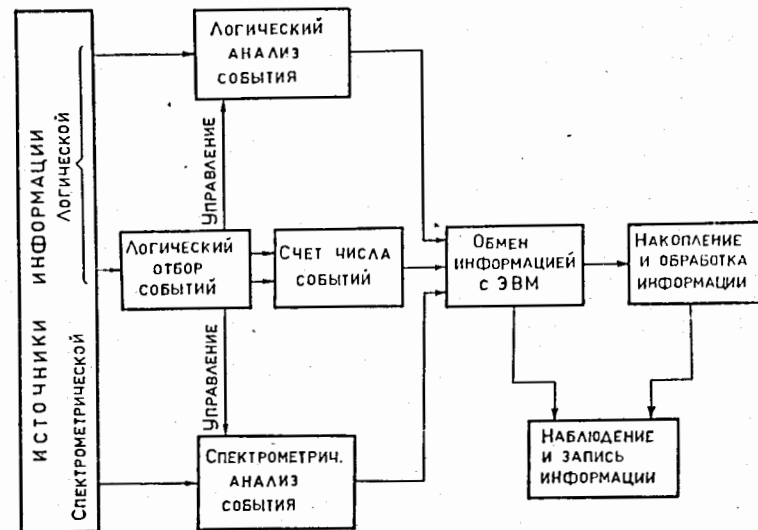 ИСТОЧНИКИ ИНФОРМАЦИИ
ЛОГИЧЕСКОЙ
СПЕКТРОМЕТРИЧЕСКОЙ
ЛОГИЧЕСКИЙ
АНАЛИЗ
СОБЫТИЯ
УПРАВЛЕНИЕ
ЛОГИЧЕСКИЙ
ОТБОР
СОБЫТИЙ
СЧЕТ ЧИСЛА
СОБЫТИЙ
ОБМЕН
ИНФОРМАЦИЕЙ
С ЭВМ
НАКОПЛЕНИЕ
И ОБРАБОТКА
ИНФОРМАЦИИ
УПРАВЛЕНИЕ
СПЕКТРОМЕТРИЧ.
АНАЛИЗ
СОБЫТИЯ
НАБЛЮДЕНИЕ
И ЗАПИСЬ
ИНФОРМАЦИИ